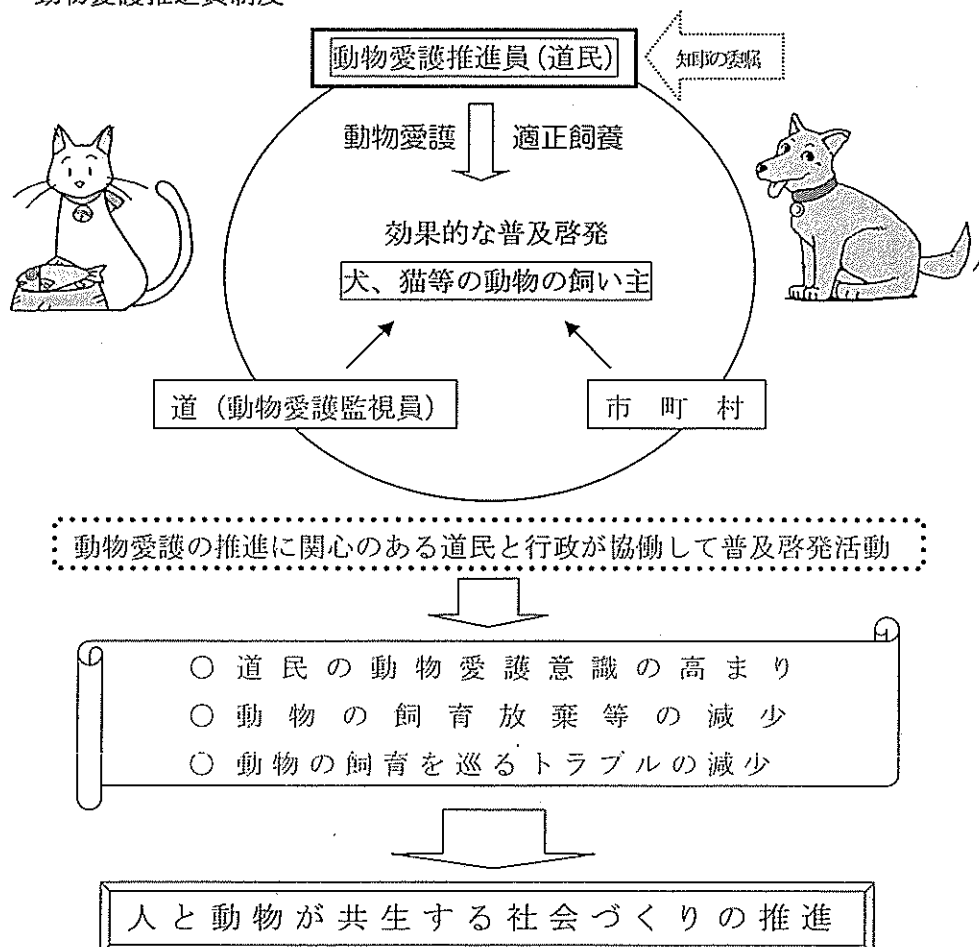 動物愛護推進員制度
動物愛護推進員(道民)
知事の委嘱
動物愛護 適正飼養
効果的な普及啓発
犬、猫等の動物の飼い主
道(動物愛護監視員)
市町村
動物愛護の推進に関心のある道民と行政が協働して普及啓発活動
○ 道民の動物愛護意識の高まり
○ 動物の飼育放棄等の減少
○ 動物の飼育を巡るトラブルの減少
人と動物が共生する社会づくりの推進